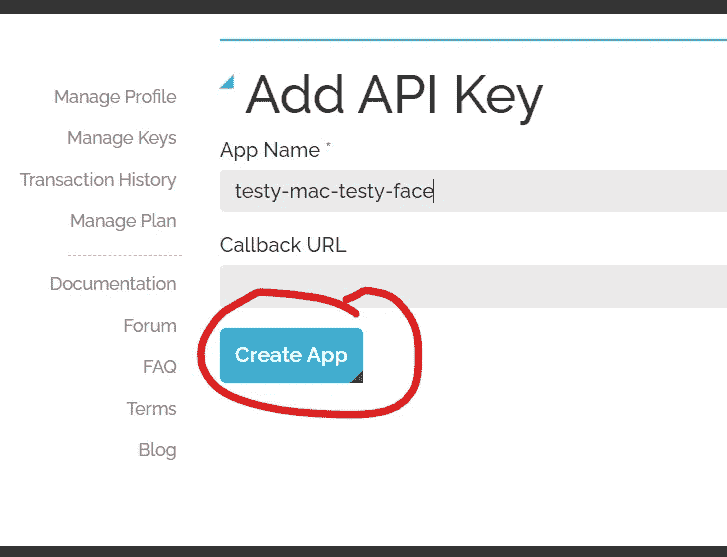 Add API Key
Manage Profile
Manage Keys
Transaction History
Manage Plan
Documentation
Forum
FAQ
Terms
Blog
App Name *
testy-mac-testy-face
Callback URL
Create App